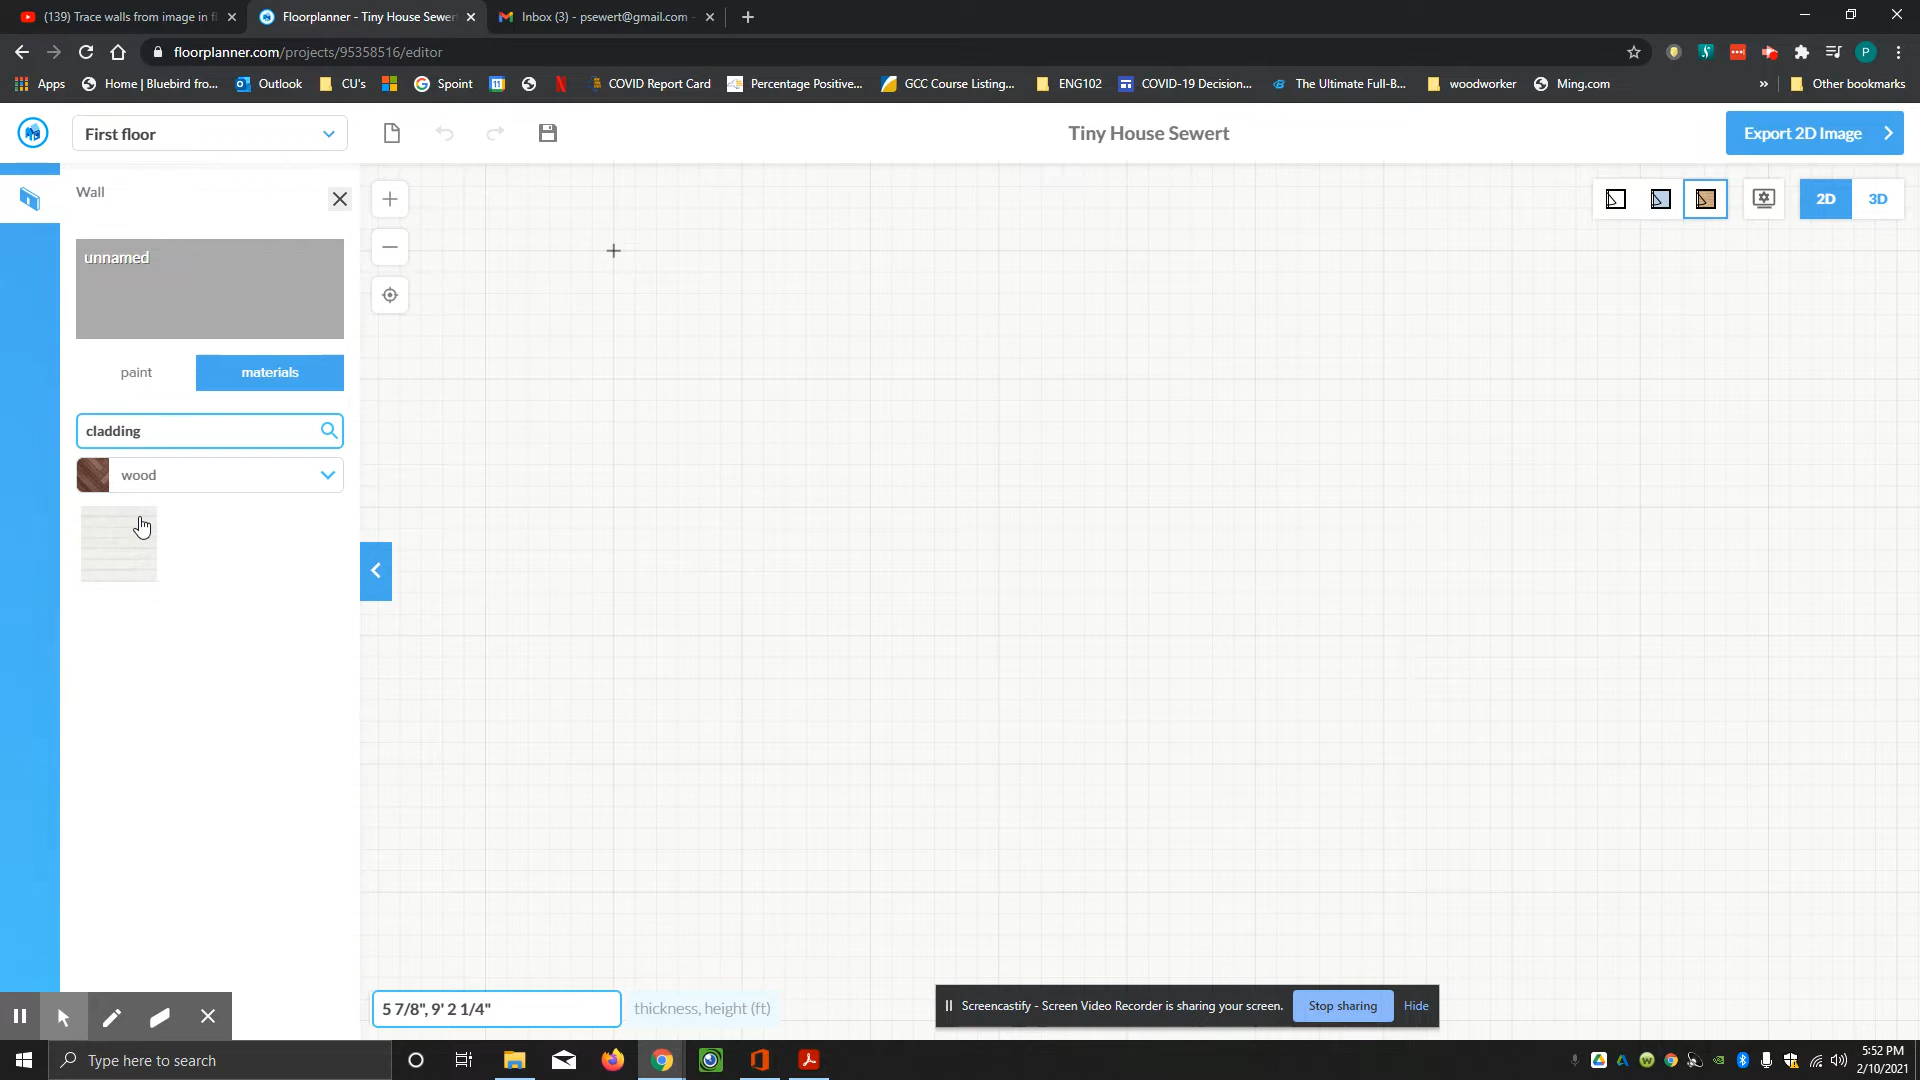 (139) Trace walls from image in f
Floorplanner - Tiny House Sewert
Inbox (3) - psewert@gmail.com -
floorplanner.com/projects/95358516/editor
Apps
Home | Bluebird fro...
Outlook
CU's
Spoint
COVID Report Card
Percentage Positive...
GCC Course Listing...
ENG102
COVID-19 Decision...
The Ultimate Full-B...
woodworker
Ming.com
»
Other bookmarks
First floor
Tiny House Sewert
Export 2D Image
Wall
2D
3D
unnamed
paint
materials
cladding
wood
5 7/8", 9' 2 1/4"
thickness, height (ft)
Screencastify - Screen Video Recorder is sharing your screen.
Stop sharing
Hide
Type here to search
5:52 PM
2/10/2021